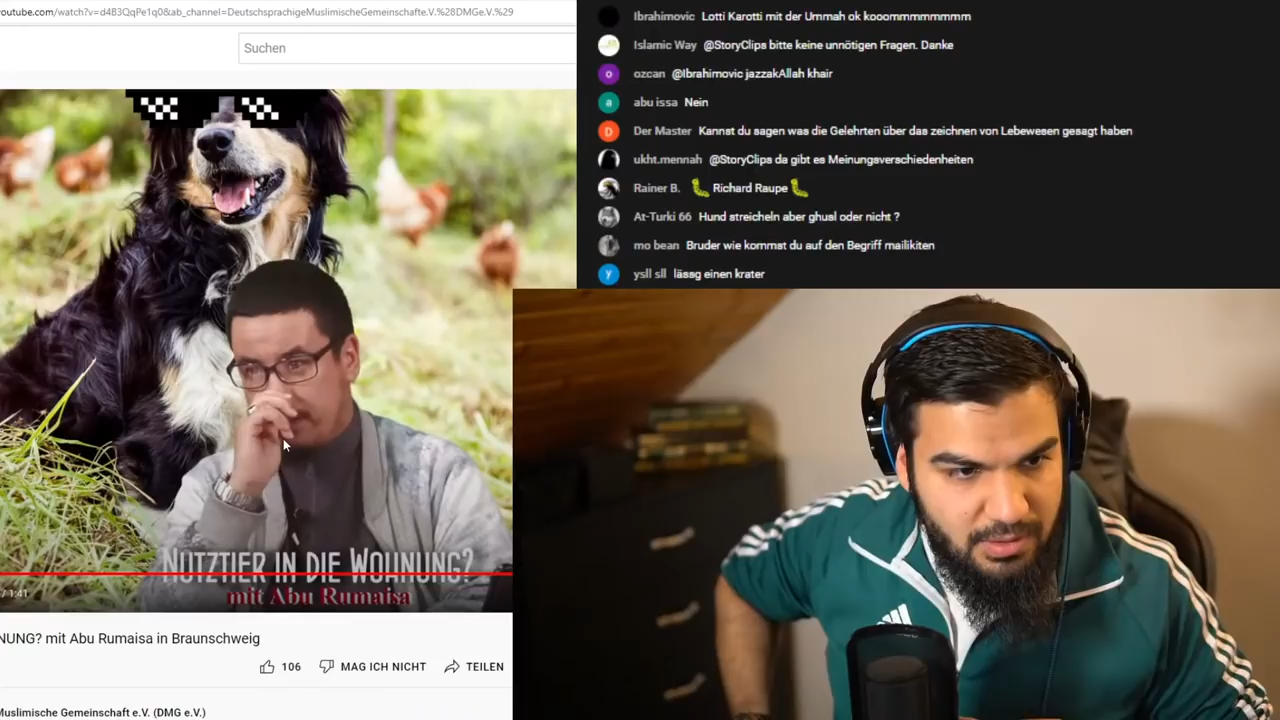 outube.com/watch?v=d4B3QqPe1q0&ab_channel=DeutschsprachigeMuslimischeGemeinschafte.V.%28DMGe.V.%29
Suchen
NUTZTIER IN DIE WOHNUNG?
mit Abu Rumaisa
/ 1:41
NUNG? mit Abu Rumaisa in Braunschweig
106 MAG ICH NICHT TEILEN
Muslimische Gemeinschaft e.V. (DMG e.V.)
Ibrahimovic Lotti Karotti mit der Ummah ok kooommmmmmmm
Islamic Way @StoryClips bitte keine unnötigen Fragen. Danke
o ozcan @Ibrahimovic jazzakAllah khair
a abu issa Nein
D Der Master Kannst du sagen was die Gelehrten über das zeichnen von Lebewesen gesagt haben
ukht.mennah @StoryClips da gibt es Meinungsverschiedenheiten
Rainer B. 🐛 Richard Raupe 🐛
At-Turki 66 Hund streicheln aber ghusl oder nicht ?
mo bean Bruder wie kommst du auf den Begriff mailikiten
y ysll sll lässg einen krater